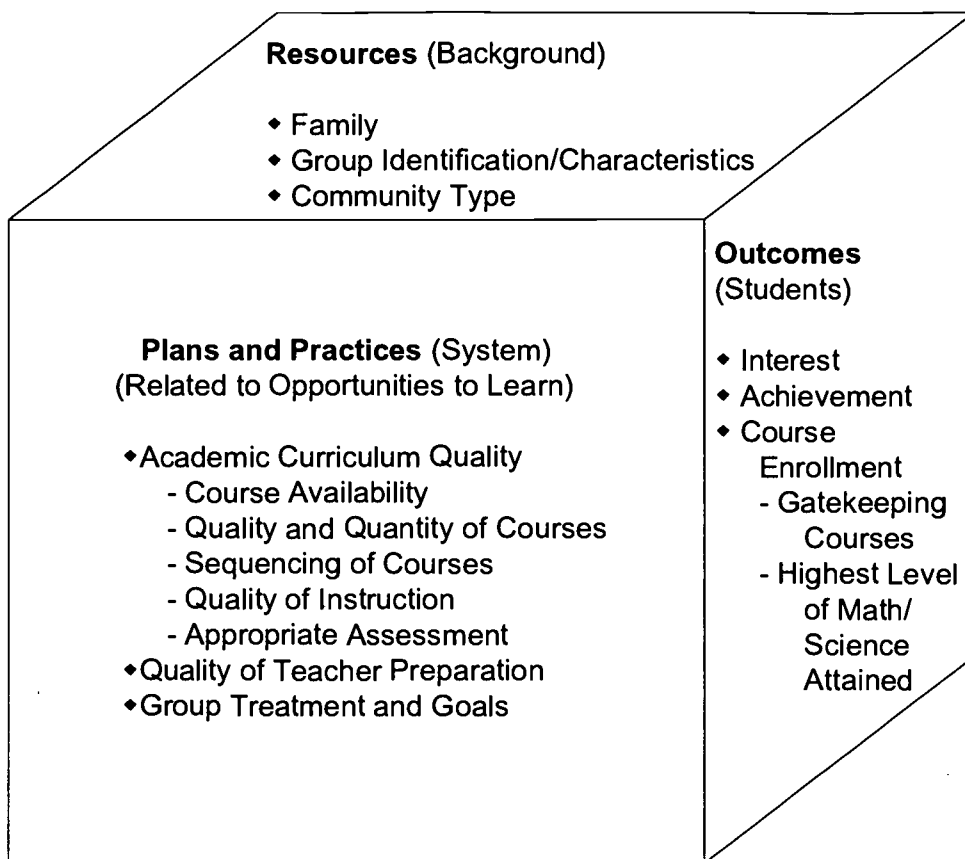 Resources (Background)
◆ Family
◆ Group Identification/Characteristics
◆ Community Type
Plans and Practices (System)
(Related to Opportunities to Learn)
◆Academic Curriculum Quality
- Course Availability
- Quality and Quantity of Courses
- Sequencing of Courses
- Quality of Instruction
- Appropriate Assessment
◆Quality of Teacher Preparation
◆Group Treatment and Goals
Outcomes
(Students)
◆ Interest
◆ Achievement
◆ Course
Enrollment
- Gatekeeping
Courses
- Highest Level
of Math/
Science
Attained